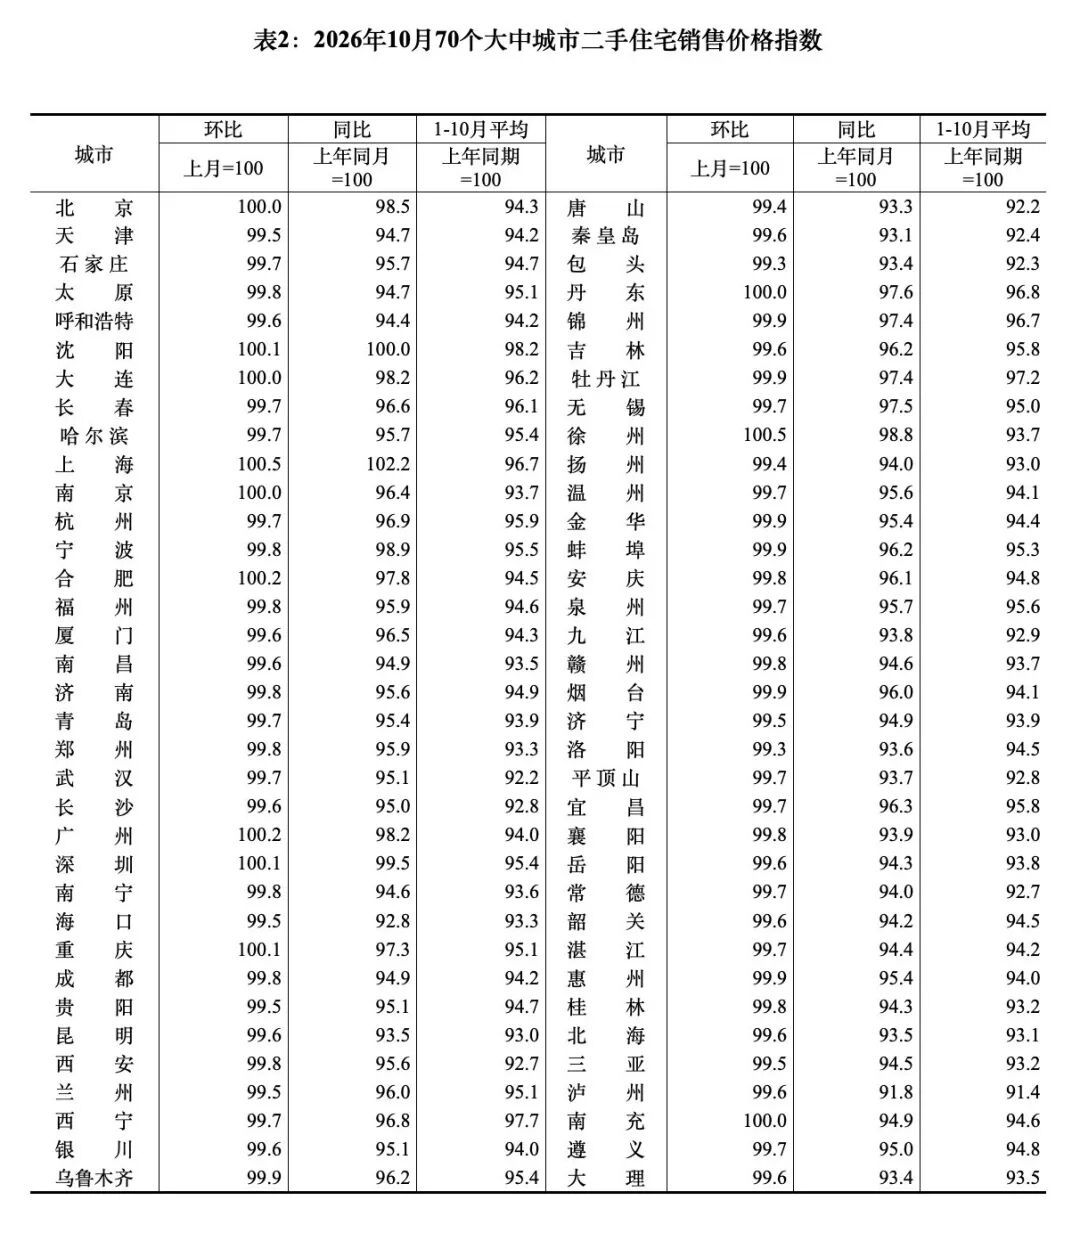 表2：2026年10月70个大中城市二手住宅销售价格指数
城市 环比 同比 1-10月平均 城市 环比 同比 1-10月平均
上月=100 上年同月=100 上年同期=100 上月=100 上年同月=100 上年同期=100
北京 100.0 98.5 94.3 唐山 99.4 93.3 92.2
天津 99.5 94.7 94.2 秦皇岛 99.6 93.1 92.4
石家庄 99.7 95.7 94.7 包头 99.3 93.4 92.3
太原 99.8 94.7 95.1 丹东 100.0 97.6 96.8
呼和浩特 99.6 94.4 94.2 锦州 99.9 97.4 96.7
沈阳 100.1 100.0 98.2 吉林 99.6 96.2 95.8
大连 100.0 98.2 96.2 牡丹江 99.9 97.4 97.2
长春 99.7 96.6 96.1 无锡 99.7 97.5 95.0
哈尔滨 99.7 95.7 95.4 徐州 100.5 98.8 93.7
上海 100.5 102.2 96.7 扬州 99.4 94.0 93.0
南京 100.0 96.4 93.7 温州 99.7 95.6 94.1
杭州 99.7 96.9 95.9 金华 99.9 95.4 94.4
宁波 99.8 98.9 95.5 蚌埠 99.9 96.2 95.3
合肥 100.2 97.8 94.5 安庆 99.8 96.1 94.8
福州 99.8 95.9 94.6 泉州 99.7 95.7 95.6
厦门 99.6 96.5 94.3 九江 99.6 93.8 92.9
南昌 99.6 94.9 93.5 赣州 99.8 94.6 93.7
济南 99.8 95.6 94.9 烟台 99.9 96.0 94.1
青岛 99.7 95.4 93.9 济宁 99.5 94.9 93.9
郑州 99.8 95.9 93.3 洛阳 99.3 93.6 94.5
武汉 99.7 95.1 92.2 平顶山 99.7 93.7 92.8
长沙 99.6 95.0 92.8 宜昌 99.7 96.3 95.8
广州 100.2 98.2 94.0 襄阳 99.8 93.9 93.0
深圳 100.1 99.5 95.4 岳阳 99.6 94.3 93.8
南宁 99.8 94.6 93.6 常德 99.7 94.0 92.7
海口 99.5 92.8 93.3 韶关 99.6 94.2 94.5
重庆 100.1 97.3 95.1 湛江 99.7 94.4 94.2
成都 99.8 94.9 94.2 惠州 99.9 95.4 94.0
贵阳 99.5 95.1 94.7 桂林 99.8 94.3 93.2
昆明 99.6 93.5 93.0 北海 99.6 93.5 93.1
西安 99.8 95.6 92.7 三亚 99.5 94.5 93.2
兰州 99.5 96.0 95.1 泸州 99.6 91.8 91.4
西宁 99.7 96.8 97.7 南充 100.0 94.9 94.6
银川 99.6 95.1 94.0 遵义 99.7 95.0 94.8
乌鲁木齐 99.9 96.2 95.4 大理 99.6 93.4 93.5